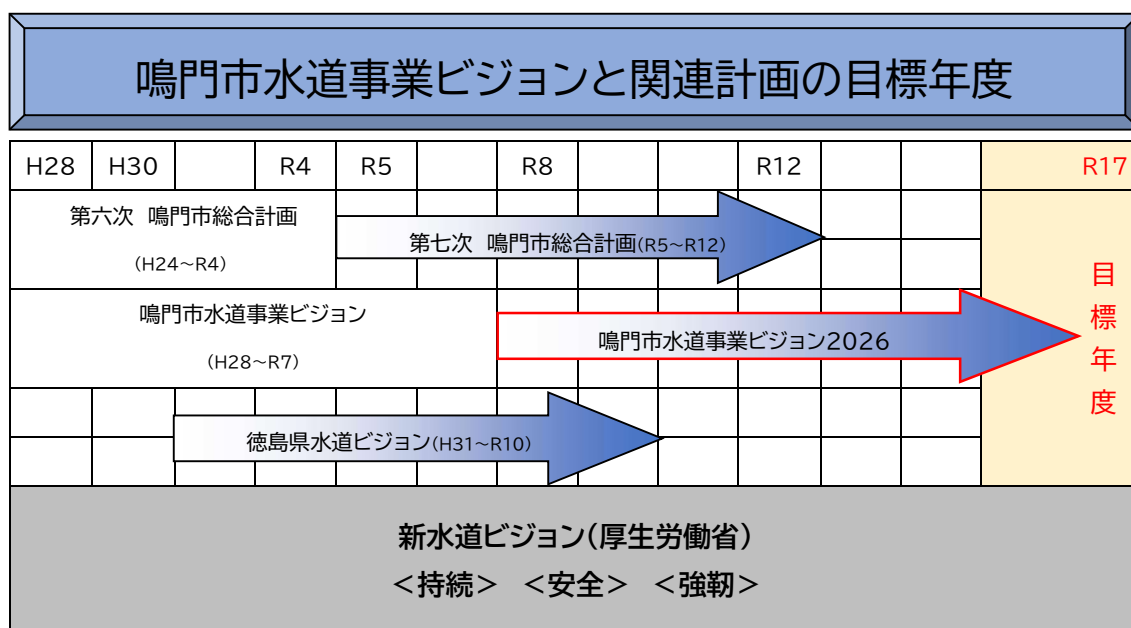 鳴門市水道事業ビジョンと関連計画の目標年度
H28 H30 R4 R5 R8 R12 R17
第六次 鳴門市総合計画
(H24~R4)
第七次 鳴門市総合計画(R5~R12)
鳴門市水道事業ビジョン
(H28~R7)
鳴門市水道事業ビジョン2026
徳島県水道ビジョン(H31~R10)
目標年度
新水道ビジョン(厚生労働省)
<持続> <安全> <強靭>